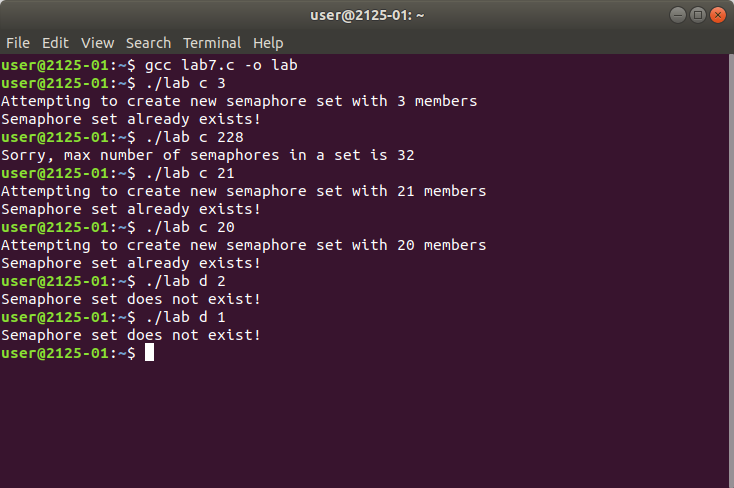 user@2125-01: ~
File Edit View Search Terminal Help
user@2125-01:~$ gcc lab7.c -o lab
user@2125-01:~$ ./lab c 3
Attempting to create new semaphore set with 3 members
Semaphore set already exists!
user@2125-01:~$ ./lab c 228
Sorry, max number of semaphores in a set is 32
user@2125-01:~$ ./lab c 21
Attempting to create new semaphore set with 21 members
Semaphore set already exists!
user@2125-01:~$ ./lab c 20
Attempting to create new semaphore set with 20 members
Semaphore set already exists!
user@2125-01:~$ ./lab d 2
Semaphore set does not exist!
user@2125-01:~$ ./lab d 1
Semaphore set does not exist!
user@2125-01:~$